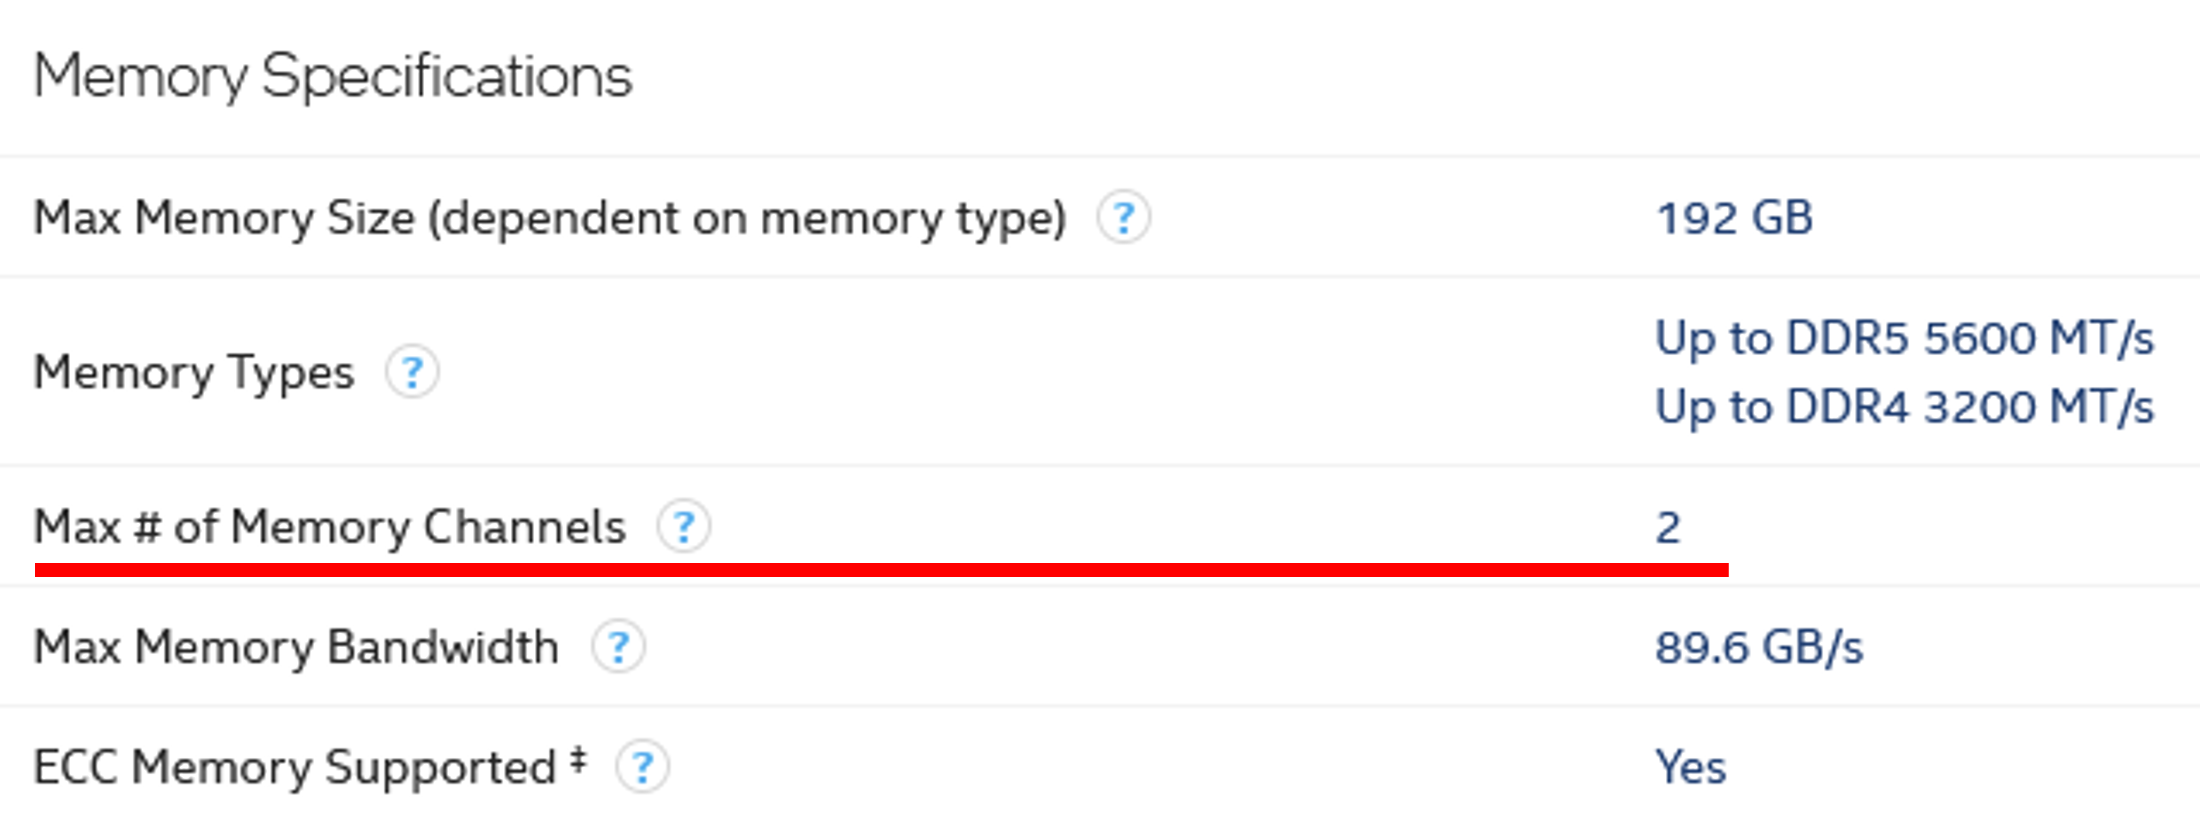 Memory Specifications
Max Memory Size (dependent on memory type) ? 192 GB
Memory Types ? Up to DDR5 5600 MT/s
Up to DDR4 3200 MT/s
Max # of Memory Channels ? 2
Max Memory Bandwidth ? 89.6 GB/s
ECC Memory Supported ‡ ? Yes